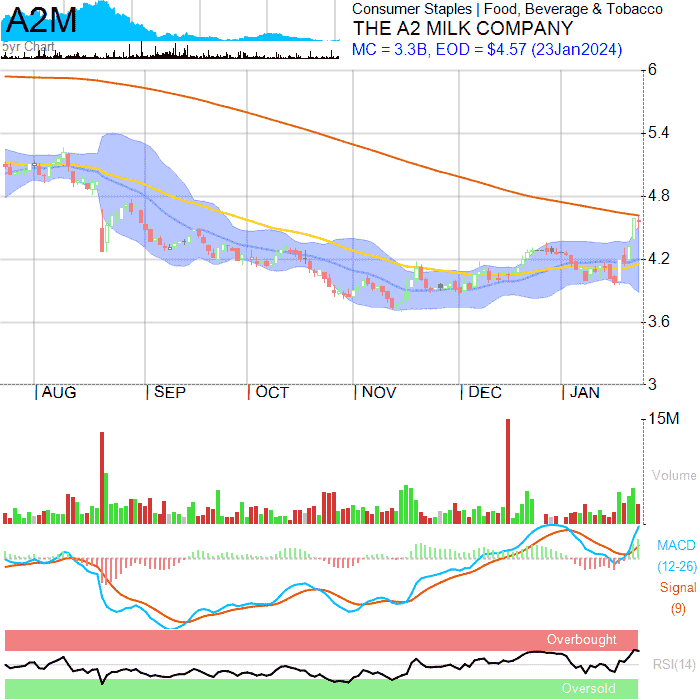 A2M
Consumer Staples | Food, Beverage & Tobacco
THE A2 MILK COMPANY
5yr Chart
MC = 3.3B, EOD = $4.57 (23Jan2024)
6
5.4
4.8
4.2
3.6
3
AUG SEP OCT NOV DEC JAN
15M
Volume
MACD
(12-26)
Signal
(9)
Overbought
RSI(14)
Oversold